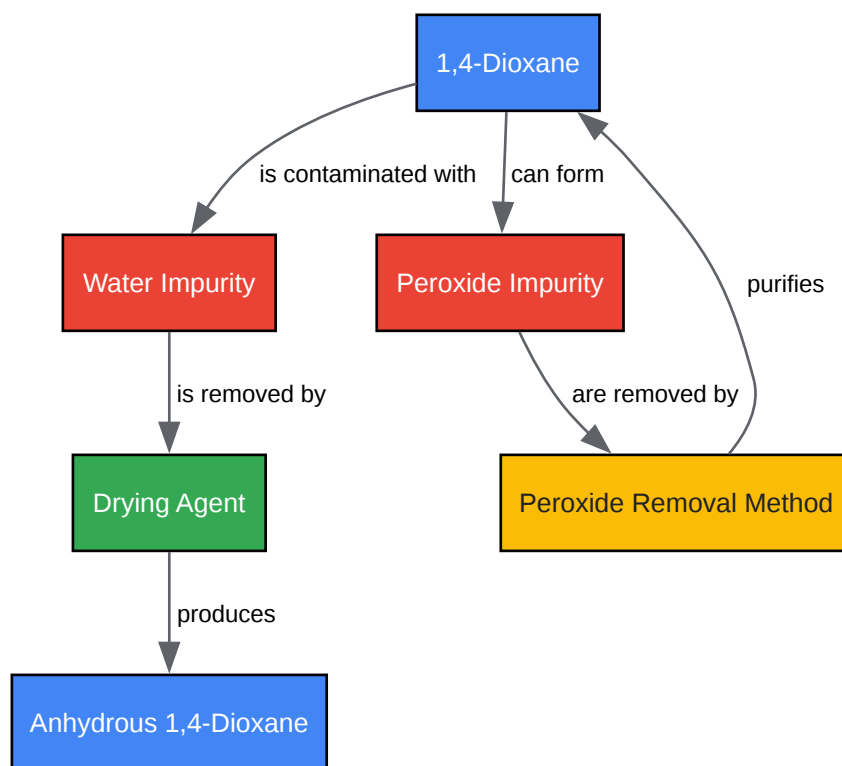 1,4-Dioxane
is contaminated with
can form
Water Impurity
Peroxide Impurity
purifies
is removed by
are removed by
Drying Agent
Peroxide Removal Method
produces
Anhydrous 1,4-Dioxane